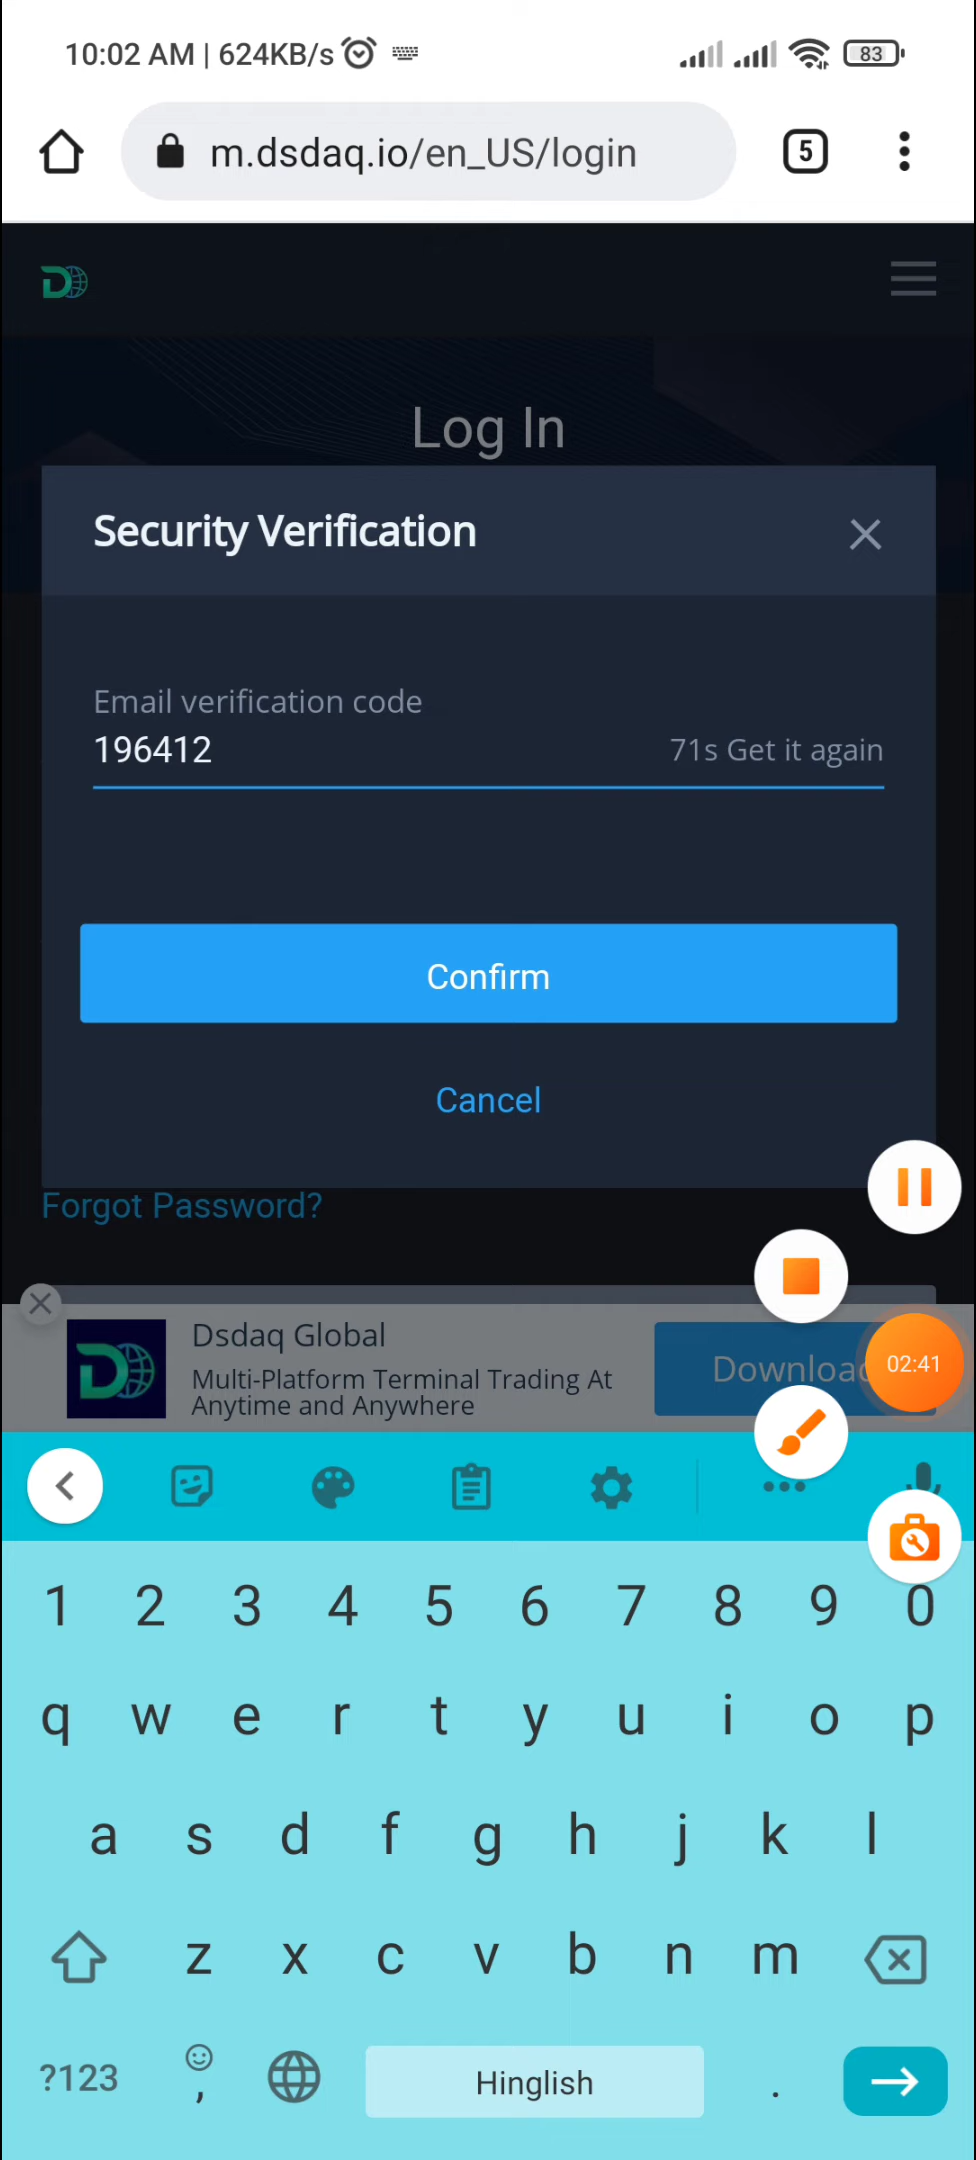 10:02 AM | 624KB/s 83
m.dsdaq.io/en_US/login 5
Log In
Security Verification
Email verification code
196412 71s Get it again
Confirm
Cancel
Forgot Password?
Dsdaq Global
Multi-Platform Terminal Trading At
Anytime and Anywhere
Download
02:41
1 2 3 4 5 6 7 8 9 0
q w e r t y u i o p
a s d f g h j k l
z x c v b n m
?123 , Hinglish .